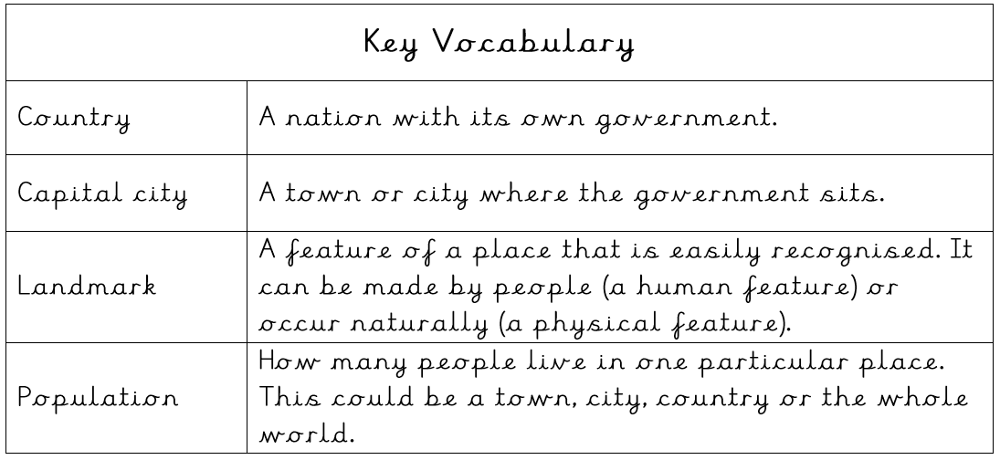 Key Vocabulary
Country
A nation with its own government.
Capital city
A town or city where the government sits.
Landmark
A feature of a place that is easily recognised. It
can be made by people (a human feature) or
occur naturally (a physical feature).
Population
How many people live in one particular place.
This could be a town, city, country or the whole
world.